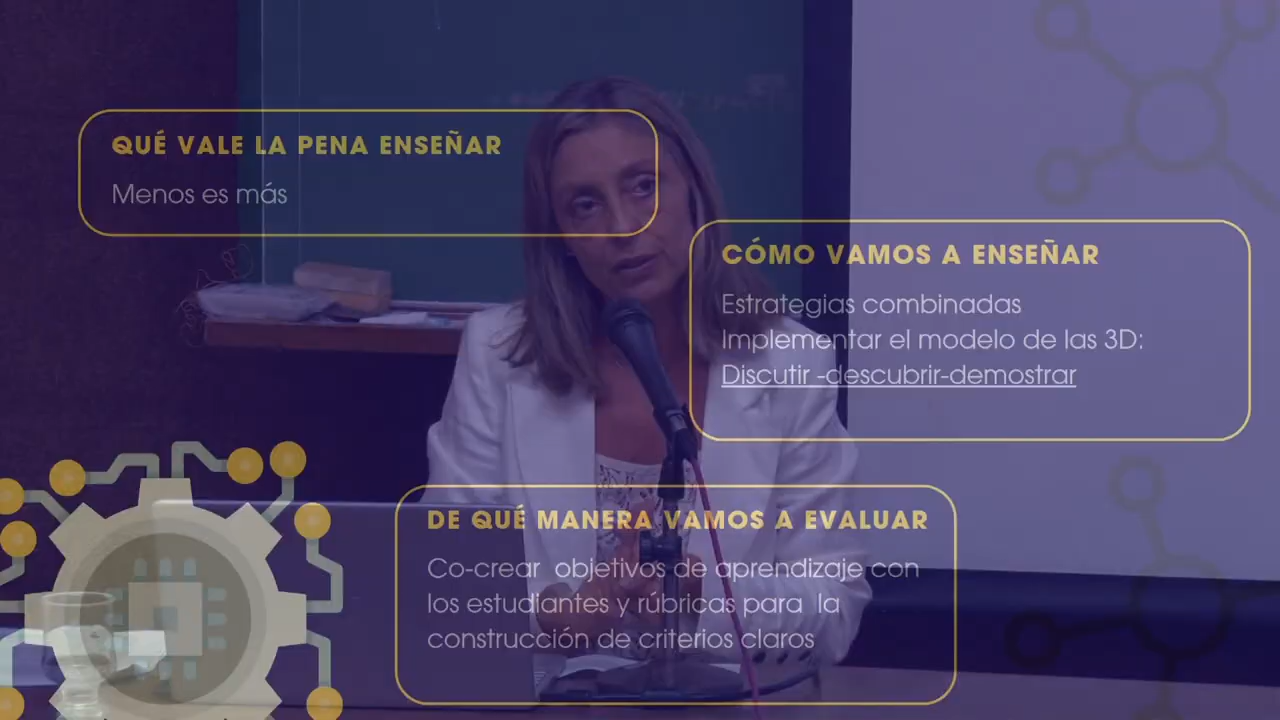 QUÉ VALE LA PENA ENSEÑAR
Menos es más
CÓMO VAMOS A ENSEÑAR
Estrategias combinadas
Implementar el modelo de las 3D:
Discutir -descubrir-demostrar
DE QUÉ MANERA VAMOS A EVALUAR
Co-crear  objetivos de aprendizaje con
los estudiantes y rúbricas para  la
construcción de criterios claros